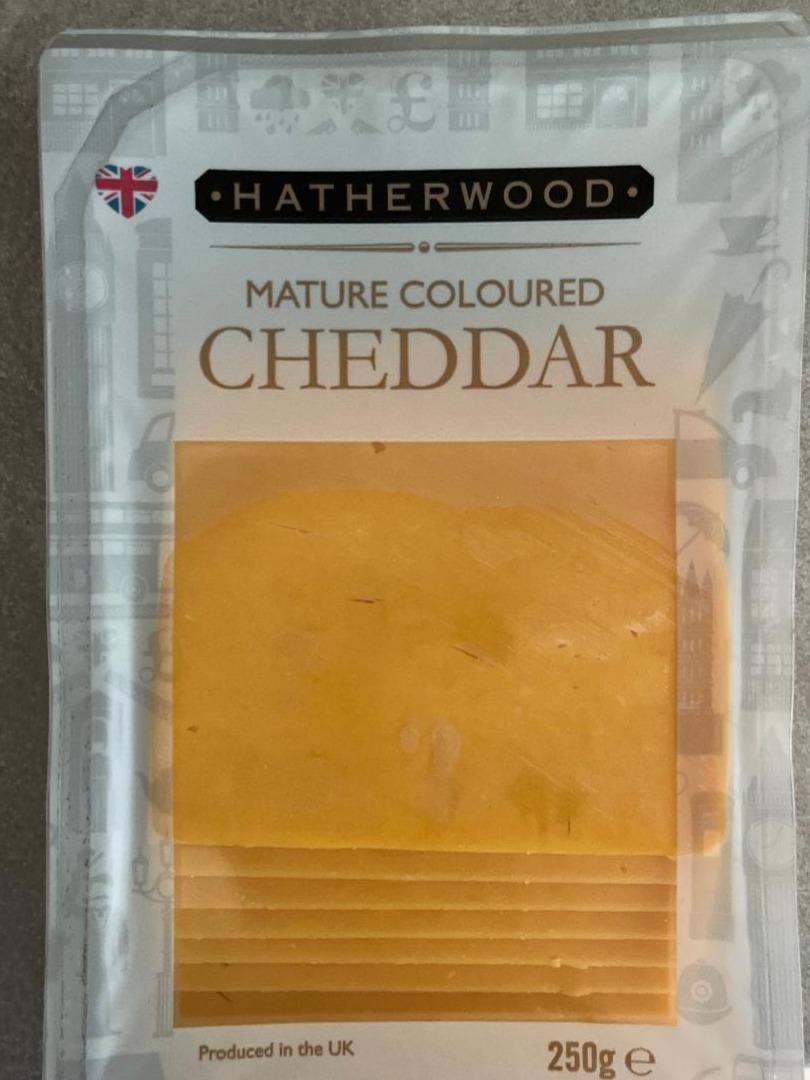 £
·HATHERWOOD·
MATURE COLOURED
CHEDDAR
Produced in the UK
250g ℮